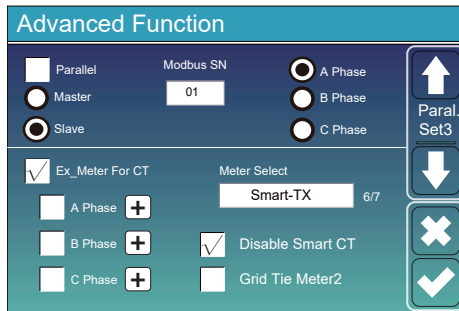 Advanced Function
Parallel
Modbus SN
A Phase
Master
01
B Phase
Slave
C Phase
Paral.
Set3
Ex_Meter For CT
Meter Select
Smart-TX
6/7
A Phase
B Phase
Disable Smart CT
C Phase
Grid Tie Meter2